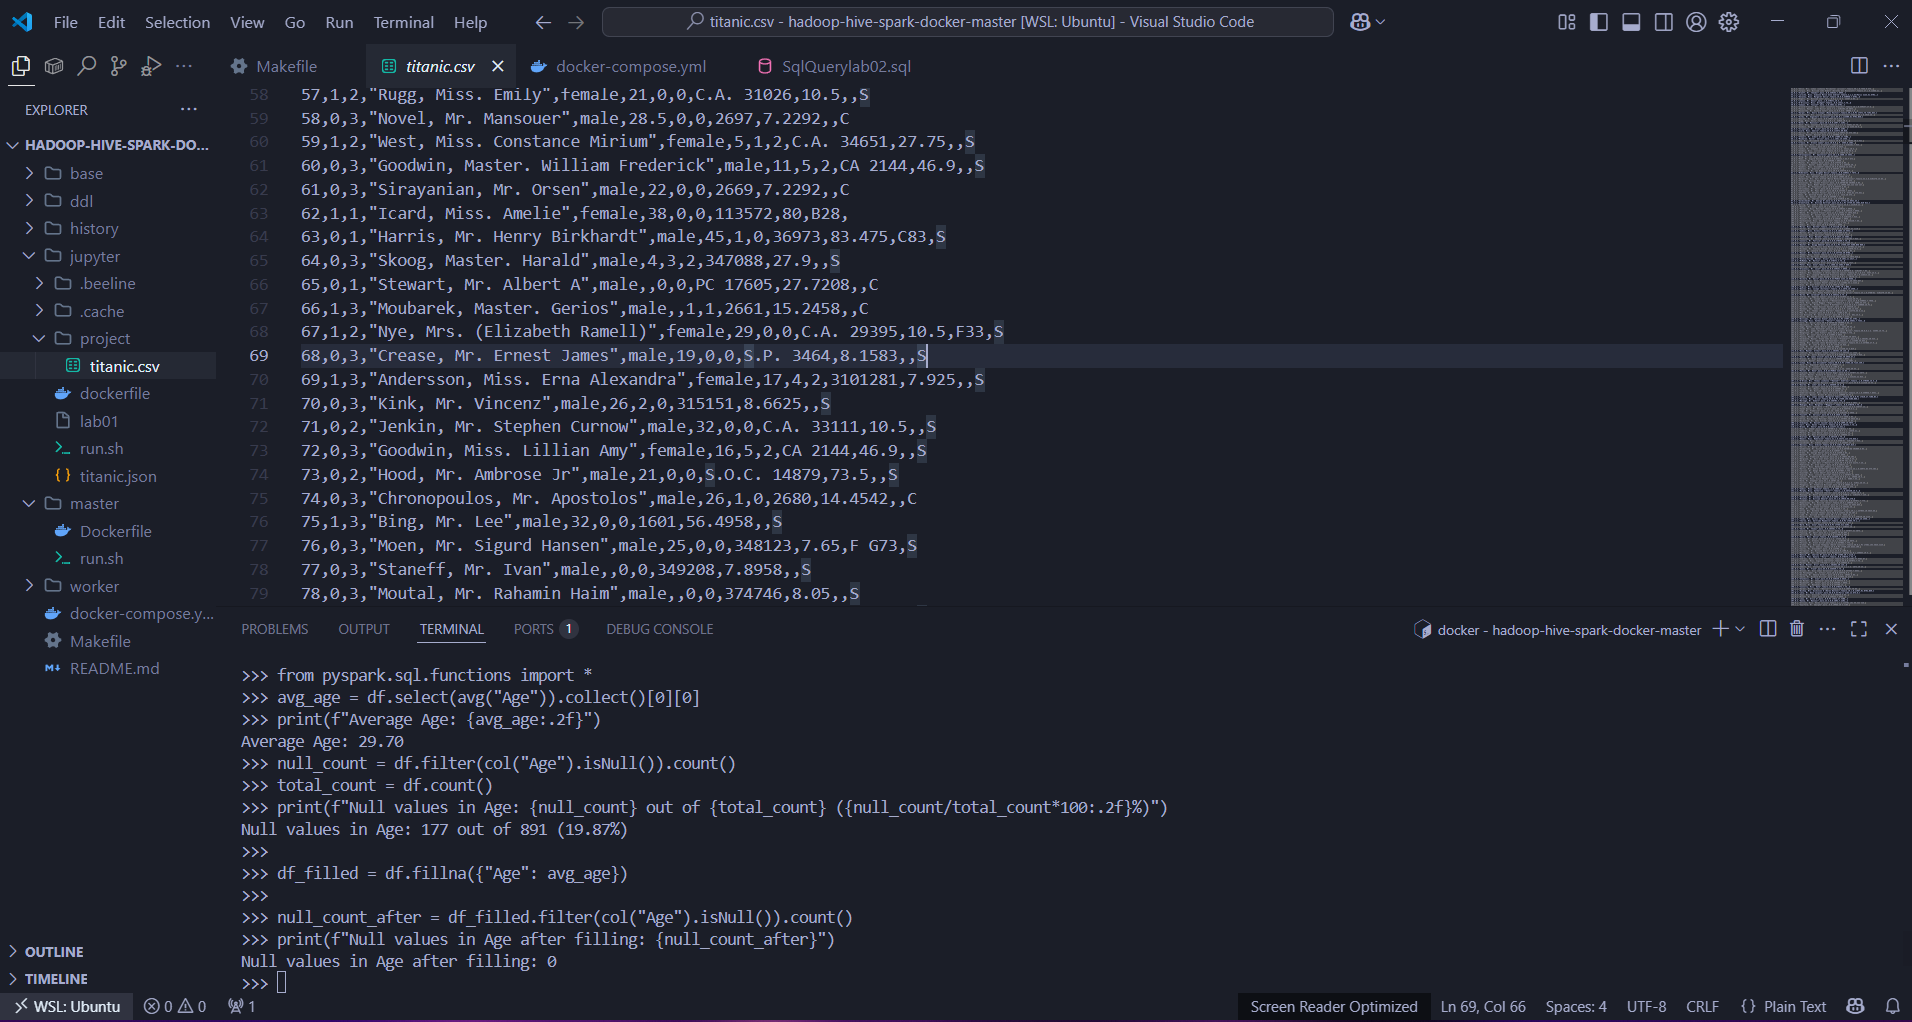 File Edit Selection View Go Run Terminal Help
titanic.csv - hadoop-hive-spark-docker-master [WSL: Ubuntu] - Visual Studio Code
Makefile titanic.csv docker-compose.yml SqlQuerylab02.sql
EXPLORER
HADOOP-HIVE-SPARK-DO...
base
ddl
history
jupyter
.beeline
.cache
project
titanic.csv
dockerfile
lab01
run.sh
titanic.json
master
Dockerfile
run.sh
worker
docker-compose.y...
Makefile
README.md
OUTLINE
TIMELINE
58 57,1,2,"Rugg, Miss. Emily",female,21,0,0,C.A. 31026,10.5,,S
59 58,0,3,"Novel, Mr. Mansouer",male,28.5,0,0,2697,7.2292,,C
60 59,1,2,"West, Miss. Constance Mirium",female,5,1,2,C.A. 34651,27.75,,S
61 60,0,3,"Goodwin, Master. William Frederick",male,11,5,2,CA 2144,46.9,,S
62 61,0,3,"Sirayanian, Mr. Orsen",male,22,0,0,2669,7.2292,,C
63 62,1,1,"Icard, Miss. Amelie",female,38,0,0,113572,80,B28,
64 63,0,1,"Harris, Mr. Henry Birkhardt",male,45,1,0,36973,83.475,C83,S
65 64,0,3,"Skoog, Master. Harald",male,4,3,2,347088,27.9,,S
66 65,0,1,"Stewart, Mr. Albert A",male,,0,0,PC 17605,27.7208,,C
67 66,1,3,"Moubarek, Master. Gerios",male,,1,1,2661,15.2458,,C
68 67,1,2,"Nye, Mrs. (Elizabeth Ramell)",female,29,0,0,C.A. 29395,10.5,F33,S
69 68,0,3,"Crease, Mr. Ernest James",male,19,0,0,S.P. 3464,8.1583,,S
70 69,1,3,"Andersson, Miss. Erna Alexandra",female,17,4,2,3101281,7.925,,S
71 70,0,3,"Kink, Mr. Vincenz",male,26,2,0,315151,8.6625,,S
72 71,0,2,"Jenkin, Mr. Stephen Curnow",male,32,0,0,C.A. 33111,10.5,,S
73 72,0,3,"Goodwin, Miss. Lillian Amy",female,16,5,2,CA 2144,46.9,,S
74 73,0,2,"Hood, Mr. Ambrose Jr",male,21,0,0,S.O.C. 14879,73.5,,S
75 74,0,3,"Chronopoulos, Mr. Apostolos",male,26,1,0,2680,14.4542,,C
76 75,1,3,"Bing, Mr. Lee",male,32,0,0,1601,56.4958,,S
77 76,0,3,"Moen, Mr. Sigurd Hansen",male,25,0,0,348123,7.65,F G73,S
78 77,0,3,"Staneff, Mr. Ivan",male,,0,0,349208,7.8958,,S
79 78,0,3,"Moutal, Mr. Rahamin Haim",male,,0,0,374746,8.05,,S
PROBLEMS OUTPUT TERMINAL PORTS 1 DEBUG CONSOLE
docker - hadoop-hive-spark-docker-master
>>> from pyspark.sql.functions import *
>>> avg_age = df.select(avg("Age")).collect()[0][0]
>>> print(f"Average Age: {avg_age:.2f}")
Average Age: 29.70
>>> null_count = df.filter(col("Age").isNull()).count()
>>> total_count = df.count()
>>> print(f"Null values in Age: {null_count} out of {total_count} ({null_count/total_count*100:.2f}%)")
Null values in Age: 177 out of 891 (19.87%)
>>>
>>> df_filled = df.fillna({"Age": avg_age})
>>>
>>> null_count_after = df_filled.filter(col("Age").isNull()).count()
>>> print(f"Null values in Age after filling: {null_count_after}")
Null values in Age after filling: 0
>>>
WSL: Ubuntu 0 0 1 Screen Reader Optimized Ln 69, Col 66 Spaces: 4 UTF-8 CRLF {} Plain Text